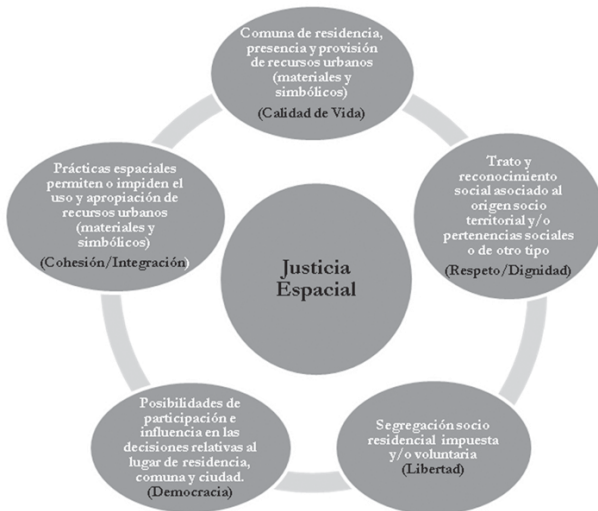 Comuna de residencia,
presencia y provisión
de recursos urbanos
(materiales y
simbólicos)
(Calidad de Vida)
Trato y
reconocimiento
social asociado al
origen socio
territorial y/o
pertenencias sociales
o de otro tipo
(Respeto/Dignidad)
Segregación socio
residencial impuesta
y/o voluntaria
(Libertad)
Posibilidades de
participación e
influencia en las
decisiones relativas al
lugar de residencia,
comuna y ciudad.
(Democracia)
Prácticas espaciales
permiten o impiden el
uso y apropiación de
recursos urbanos
(materiales y
simbólicos)
(Cohesión/Integración)
Justicia
Espacial